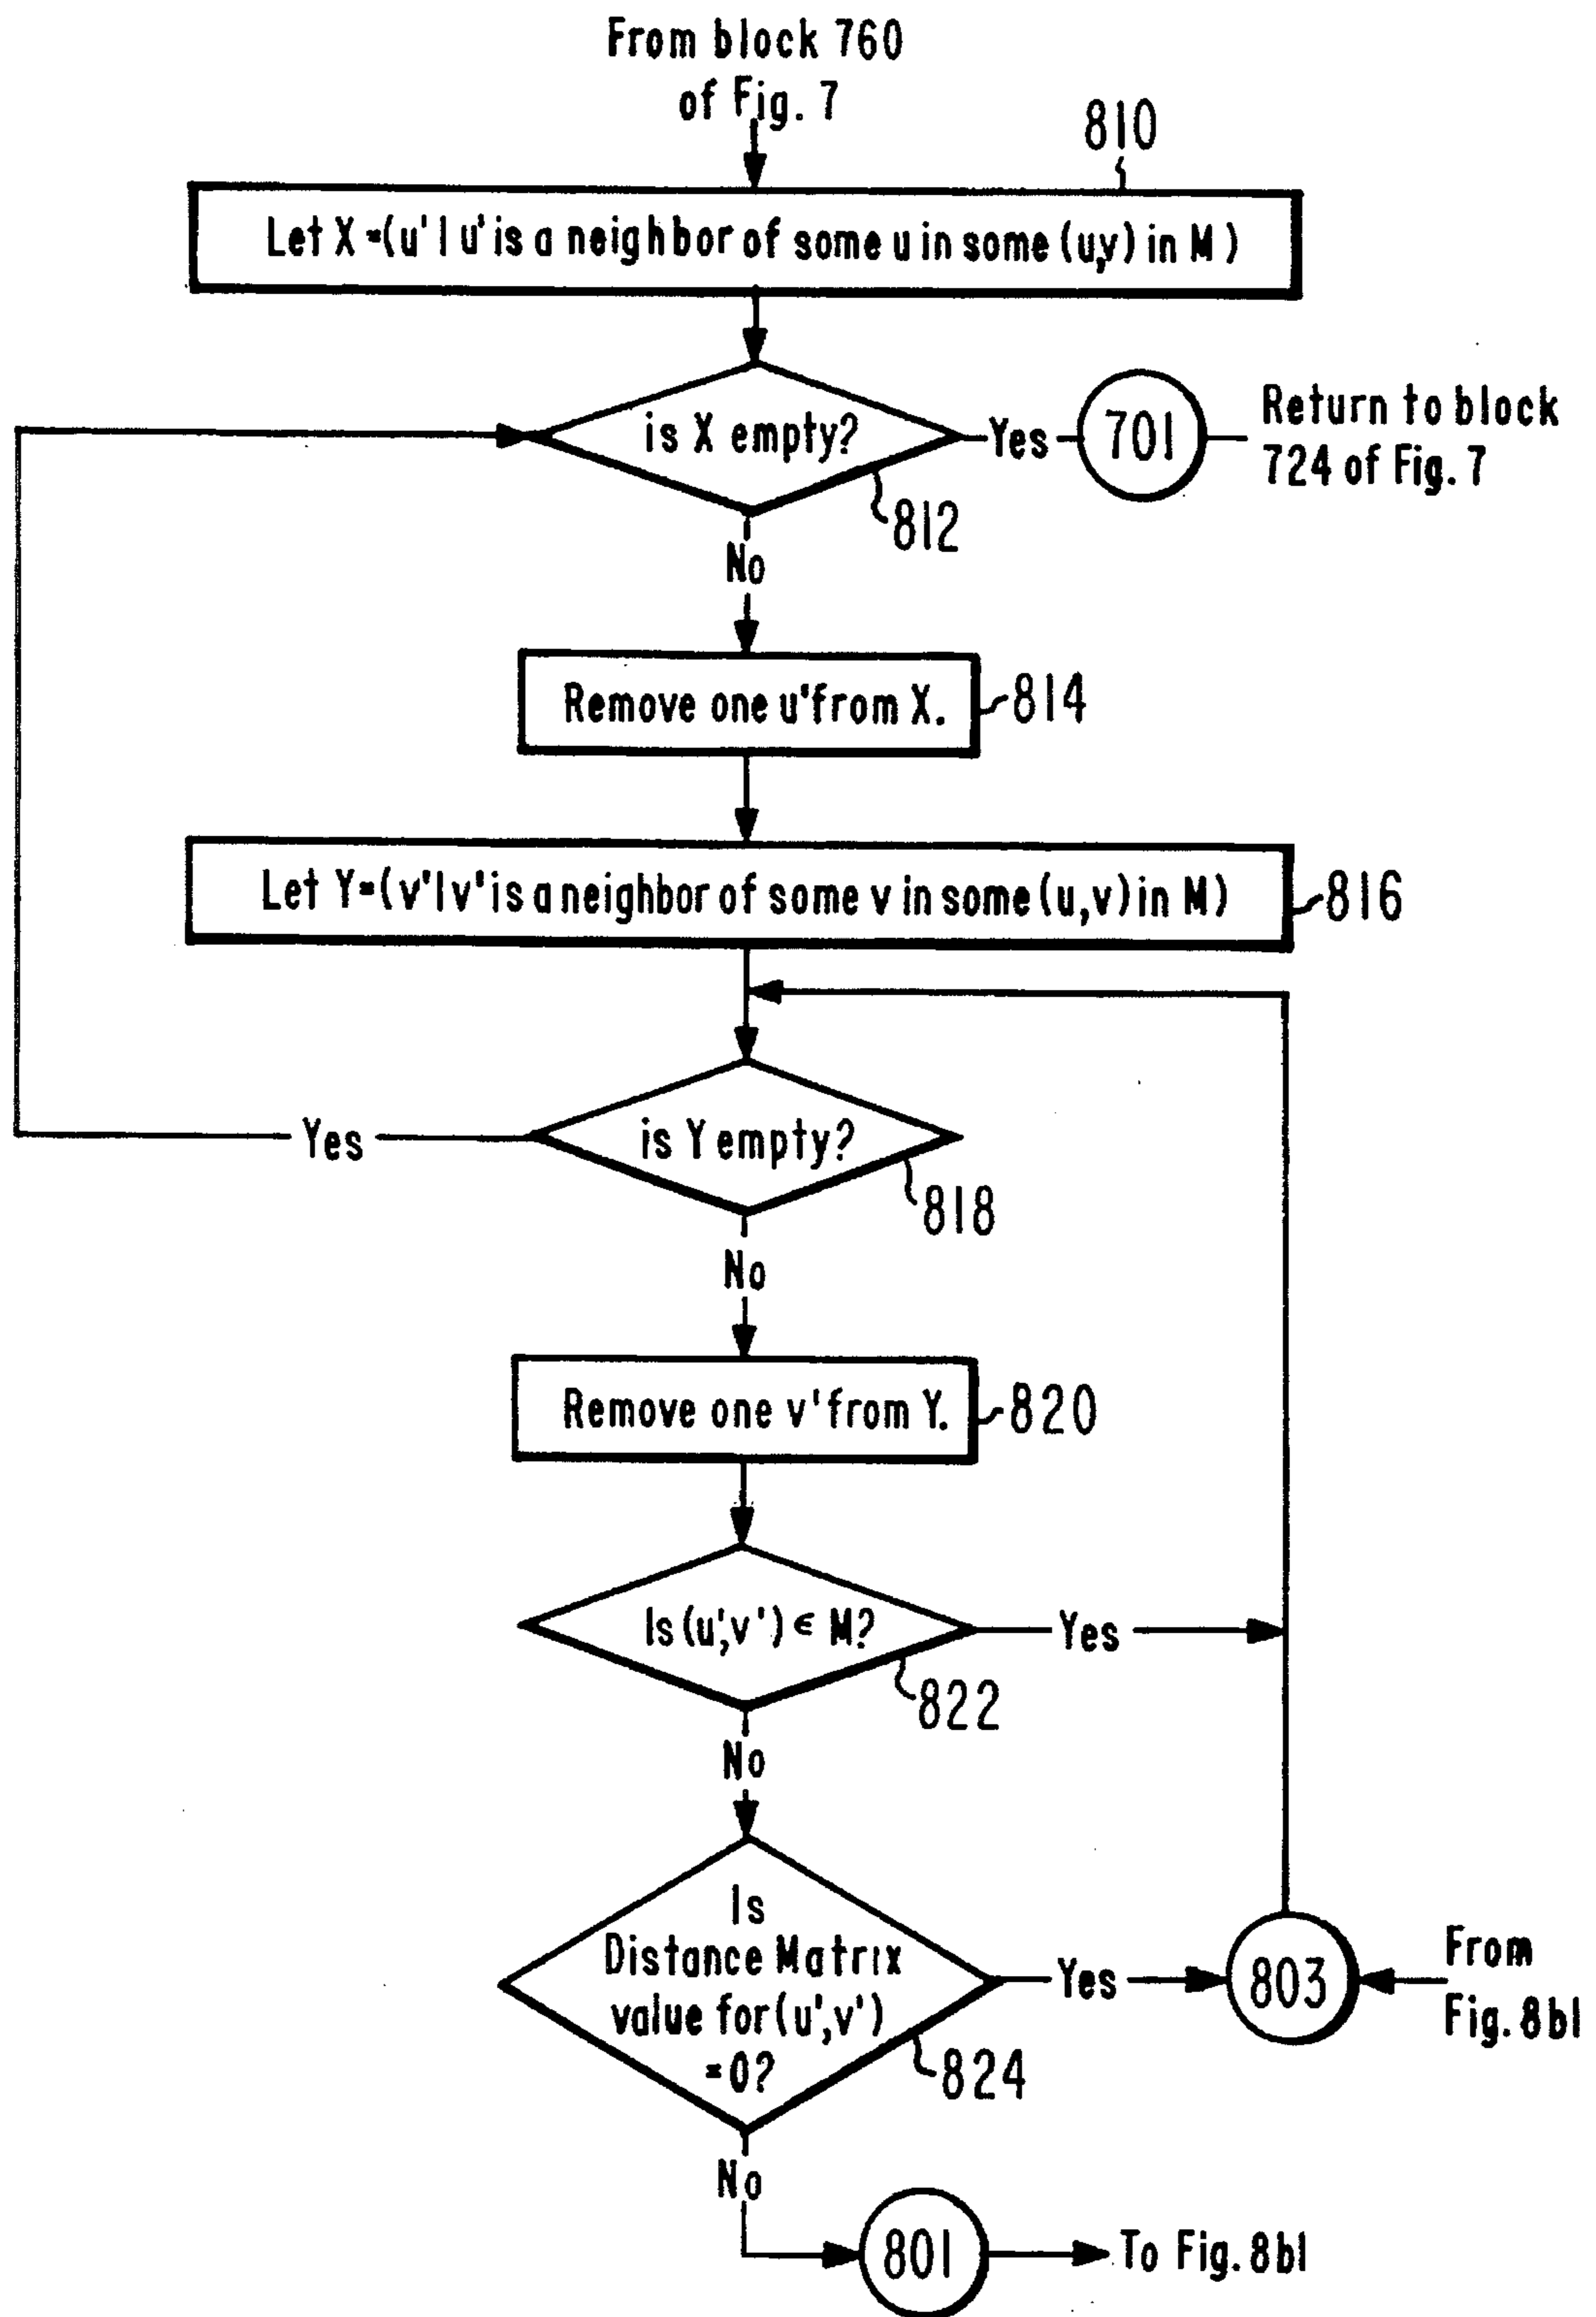 From block 760
of Fig. 7
810
Let X=(u' | u' is a neighbor of some u in some (u,v) in M)
is X empty?
Yes
701
Return to block
724 of Fig. 7
812
No
Remove one u' from X.
814
Let Y=(v' | v' is a neighbor of some v in some (u,v) in M)
816
is Y empty?
Yes
818
No
Remove one v' from Y.
820
Is (u',v') ϵ M?
Yes
822
No
Is
Distance Matrix
value for (u',v')
=0?
Yes
803
From
Fig. 8b1
824
No
801
To Fig. 8b1